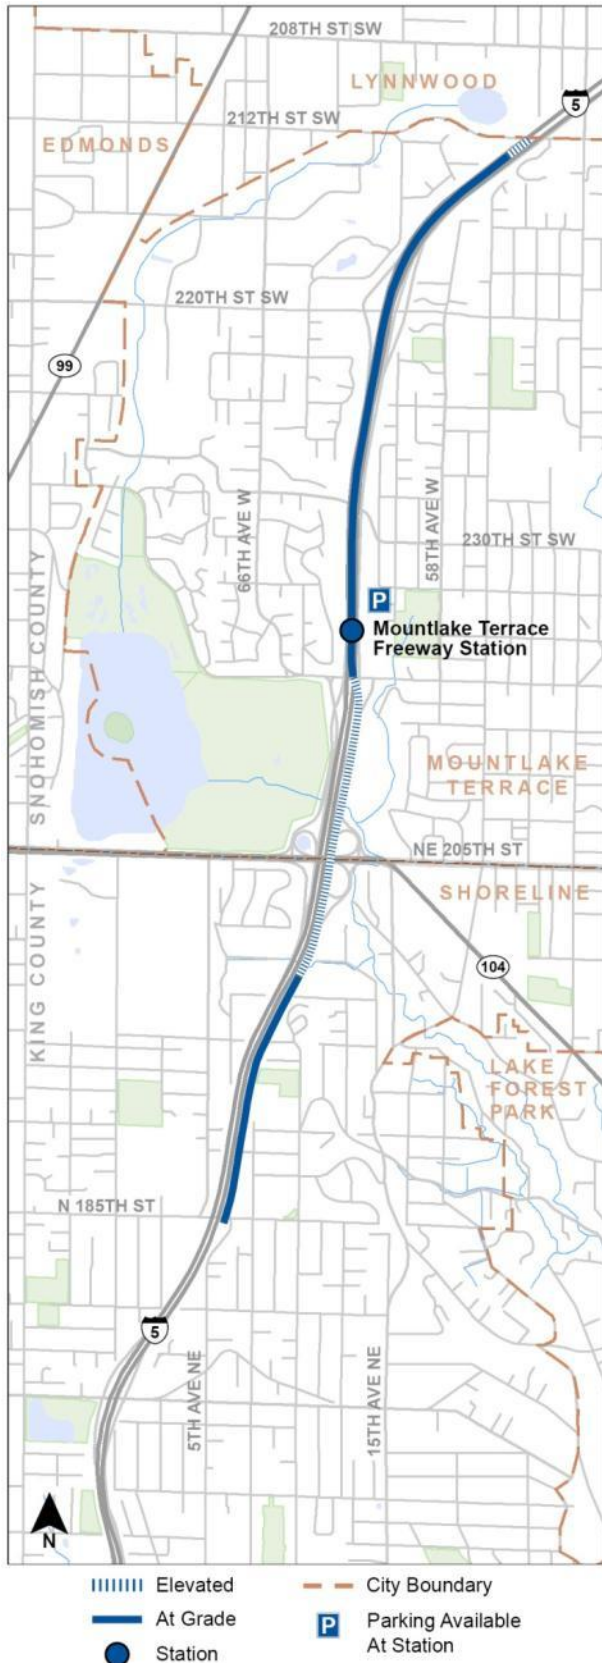 208TH ST SW
LYNNWOOD
5
212TH ST SW
EDMONDS
220TH ST SW
99
66TH AVE W
58TH AVE W
230TH ST SW
P
Mountlake Terrace
Freeway Station
SNOHOMISH COUNTY
MOUNTLAKE
TERRACE
NE 205TH ST
SHORELINE
KING COUNTY
104
LAKE
FOREST
PARK
N 185TH ST
5
5TH AVE NE
15TH AVE NE
N
Elevated
City Boundary
At Grade
P
Parking Available
At Station
Station